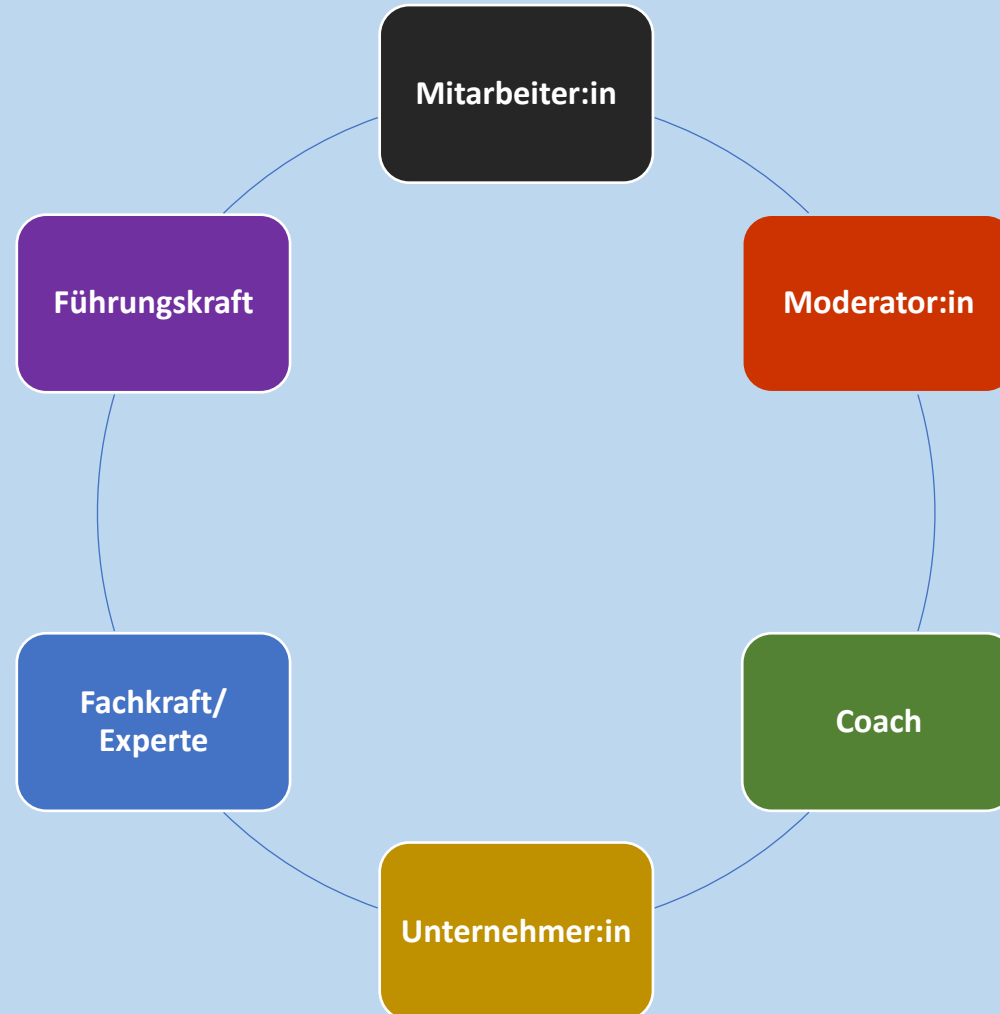 Mitarbeiter:in
Führungskraft
Moderator:in
Fachkraft/
Experte
Coach
Unternehmer:in